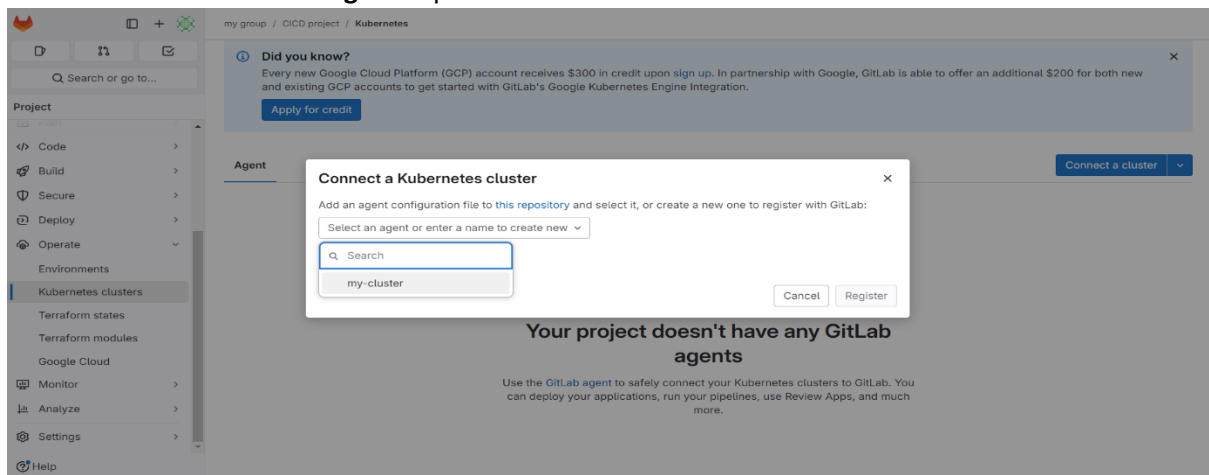 my group / CICD project / Kubernetes
Search or go to...
Project
Code
Build
Secure
Deploy
Operate
Environments
Kubernetes clusters
Terraform states
Terraform modules
Google Cloud
Monitor
Analyze
Settings
Help
Did you know?
Every new Google Cloud Platform (GCP) account receives $300 in credit upon sign up. In partnership with Google, GitLab is able to offer an additional $200 for both new
and existing GCP accounts to get started with GitLab's Google Kubernetes Engine Integration.
Apply for credit
Agent
Connect a cluster
Connect a Kubernetes cluster
Add an agent configuration file to this repository and select it, or create a new one to register with GitLab:
Select an agent or enter a name to create new
Search
my-cluster
Cancel
Register
Your project doesn't have any GitLab
agents
Use the GitLab agent to safely connect your Kubernetes clusters to GitLab. You
can deploy your applications, run your pipelines, use Review Apps, and much
more.